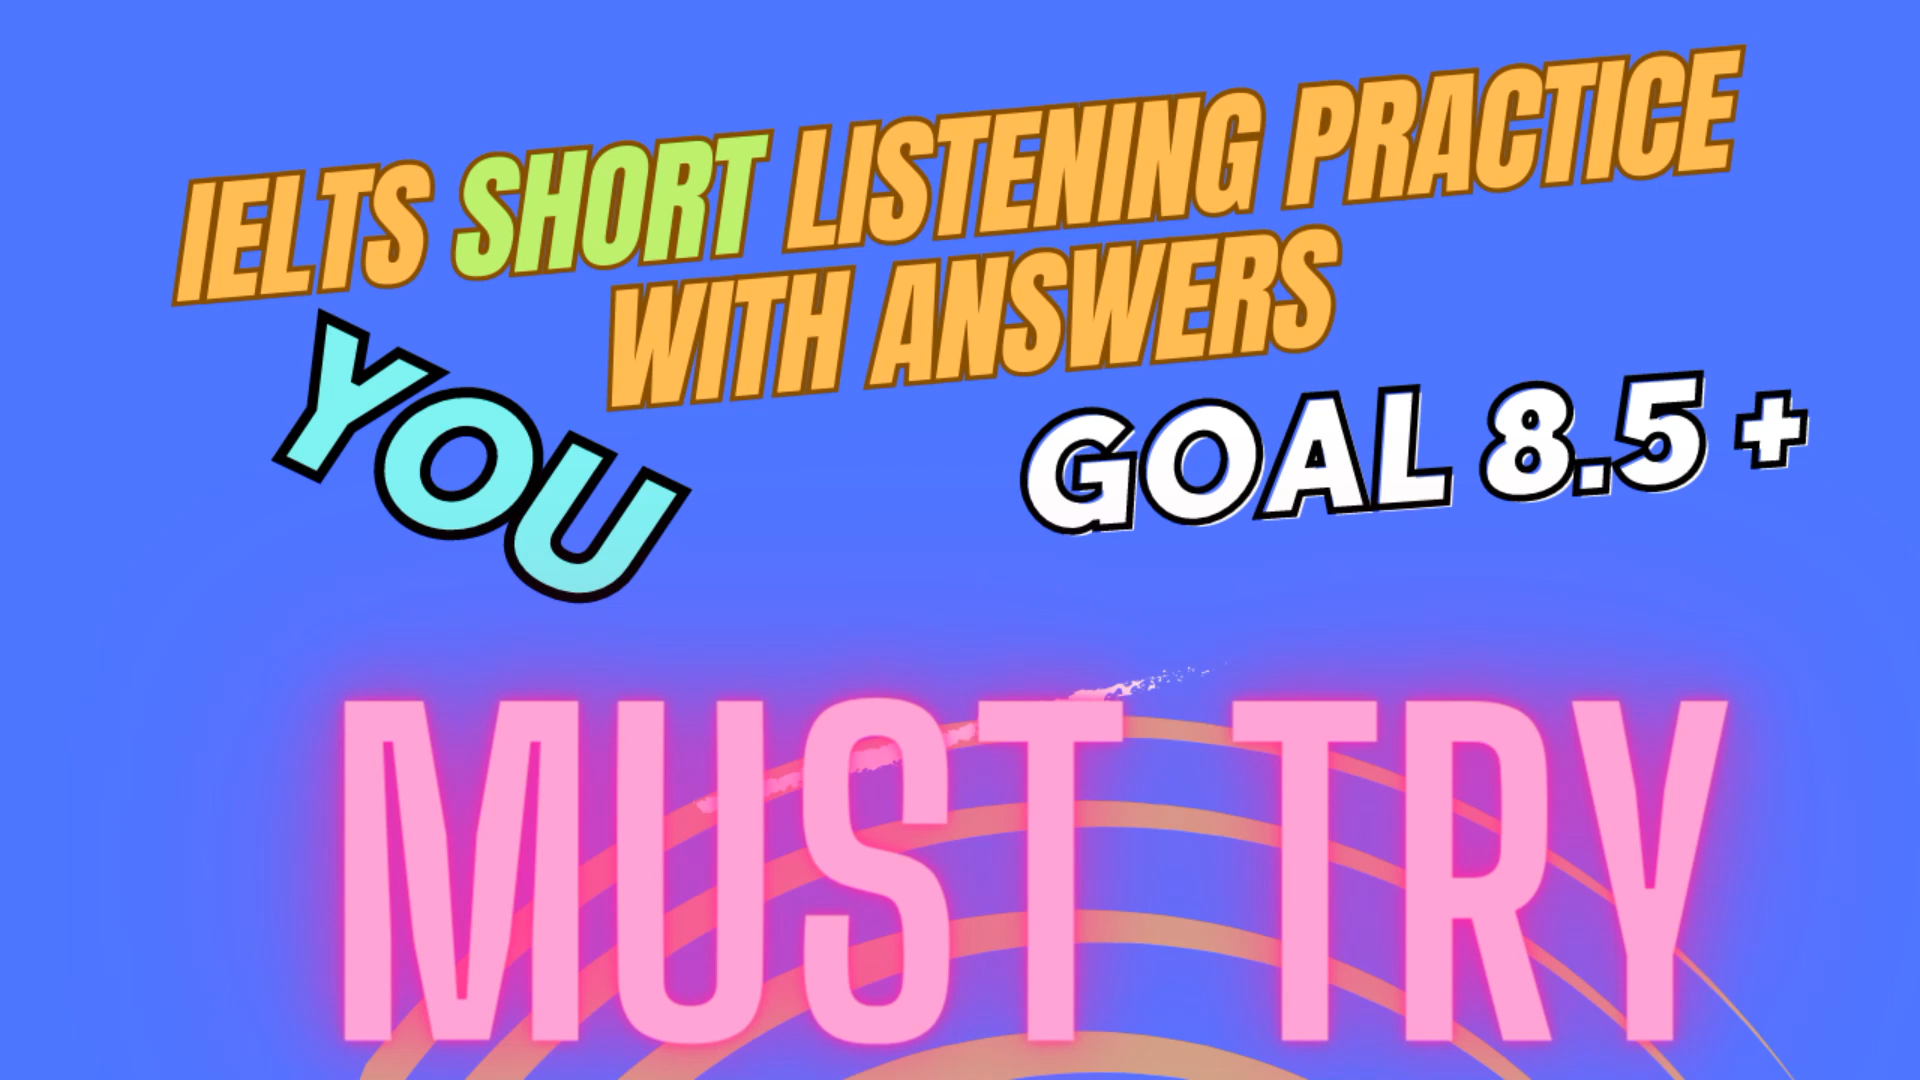 IELTS SHORT LISTENING PRACTICE
WITH ANSWERS
YOU
GOAL 8.5 +
MUST TRY